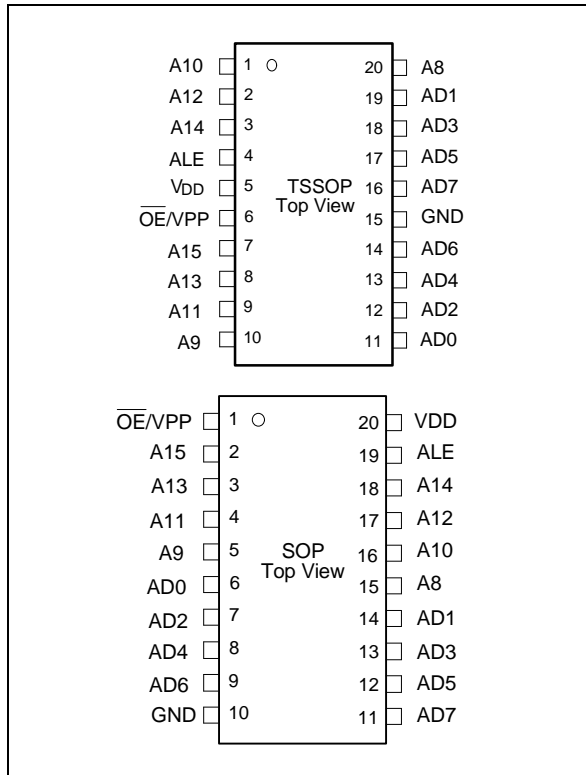 A10 1 20 A8
A12 2 19 AD1
A14 3 18 AD3
ALE 4 17 AD5
VDD 5 TSSOP 16 AD7
Top View
OE/VPP 6 15 GND
A15 7 14 AD6
A13 8 13 AD4
A11 9 12 AD2
A9 10 11 AD0
OE/VPP 1 20 VDD
A15 2 19 ALE
A13 3 18 A14
A11 4 17 A12
A9 5 SOP 16 A10
Top View
AD0 6 15 A8
AD2 7 14 AD1
AD4 8 13 AD3
AD6 9 12 AD5
GND 10 11 AD7